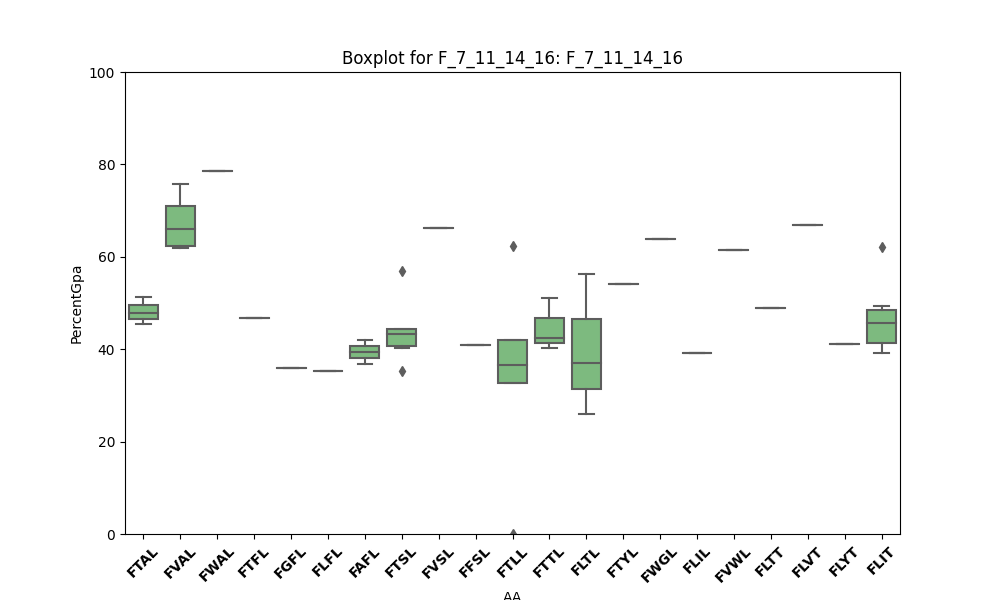 Boxplot for F_7_11_14_16: F_7_11_14_16
100
80
60
40
20
0
PercentGpa
FTAL FVAL FWAL FTFL FGFL FLFL FAFL FTSL FVSL FFSL FTLL FTTL FLTL FTYL FWGL FLIL FVWL FLTT FLVT FLYT FLIT
AA